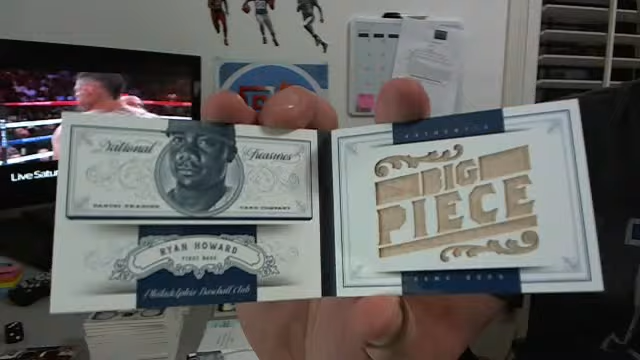 National Treasures
PANINI TRADING CARD COMPANY
RYAN HOWARD
FIRST BASE
Philadelphia Baseball Club
AUTHENTIC
BIG
PIECE
GAME USED
Live Satur